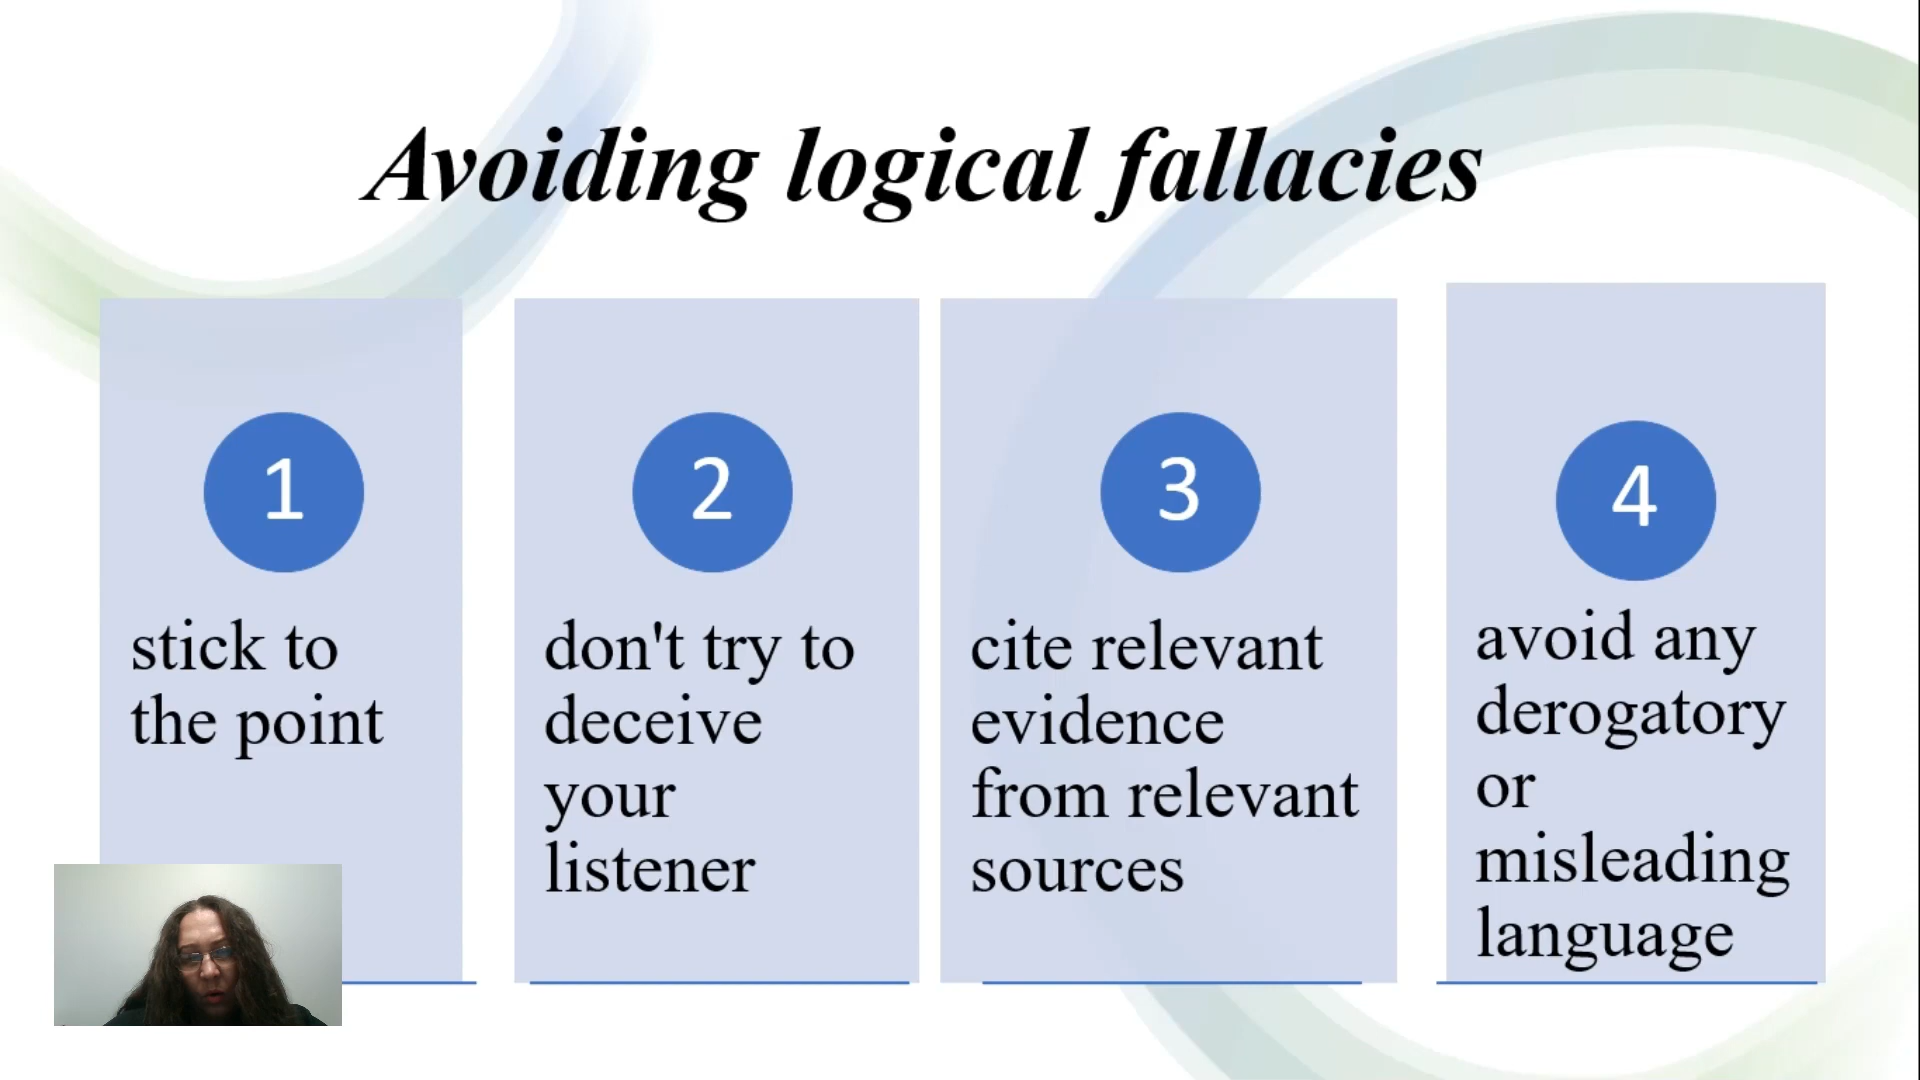 Avoiding logical fallacies
1
stick to
the point
2
don't try to
deceive
your
listener
3
cite relevant
evidence
from relevant
sources
4
avoid any
derogatory
or
misleading
language